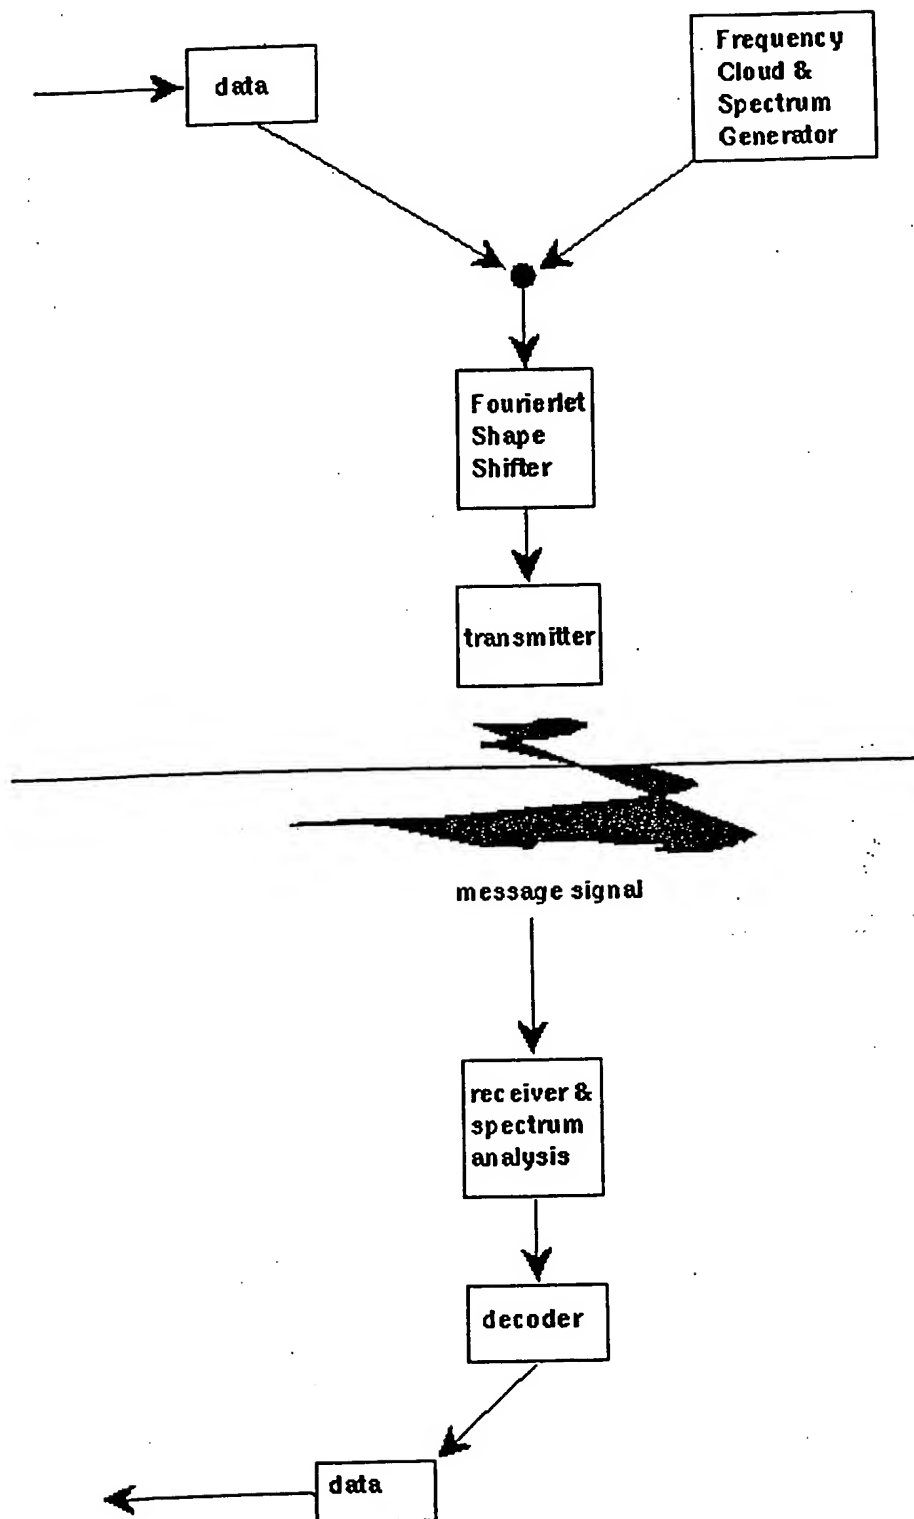 data
Frequency
Cloud &
Spectrum
Generator
Fourierlet
Shape
Shifter
transmitter
message signal
receiver &
spectrum
analysis
decoder
data